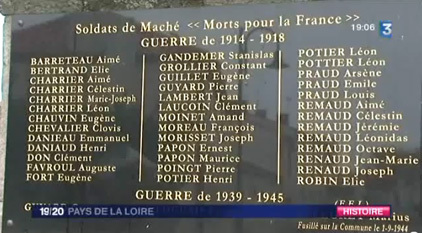 Soldats de Maché << Morts pour la France >>
19:06 3
GUERRE de 1914 - 1918
BARRETEAU Aimé
BERTRAND Elie
CHARRIER Aimé
CHARRIER Célestin
CHARRIER Marie-Joseph
CHARRIER Léon
CHAUVIN Eugène
CHEVALIER Clovis
DANIEAU Emmanuel
DANIAUD Henri
DON Clément
FAVROUL Auguste
FORT Eugène
GANDEMER Stanislas
GROLLIER Constant
GUILLET Eugène
GUYARD Pierre
LAMBERT Jean
LAUCOIN Clément
MOINET Amand
MOREAU François
MORISSET Joseph
PAPON Ernest
PAPON Maurice
POINGT Pierre
POTIER Henri
POTIER Léon
POTTIER Léon
PRAUD Arsène
PRAUD Emile
PRAUD Louis
REMAUD Aimé
REMAUD Célestin
REMAUD Jérémie
REMAUD Léonidas
REMAUD Octave
RENAUD Jean-Marie
RENAUD Joseph
ROBIN Elie
GUERRE de 1939 - 1945
19|20 PAYS DE LA LOIRE
HISTOIRE
Fusillé sur la Commune le 1-9-1944